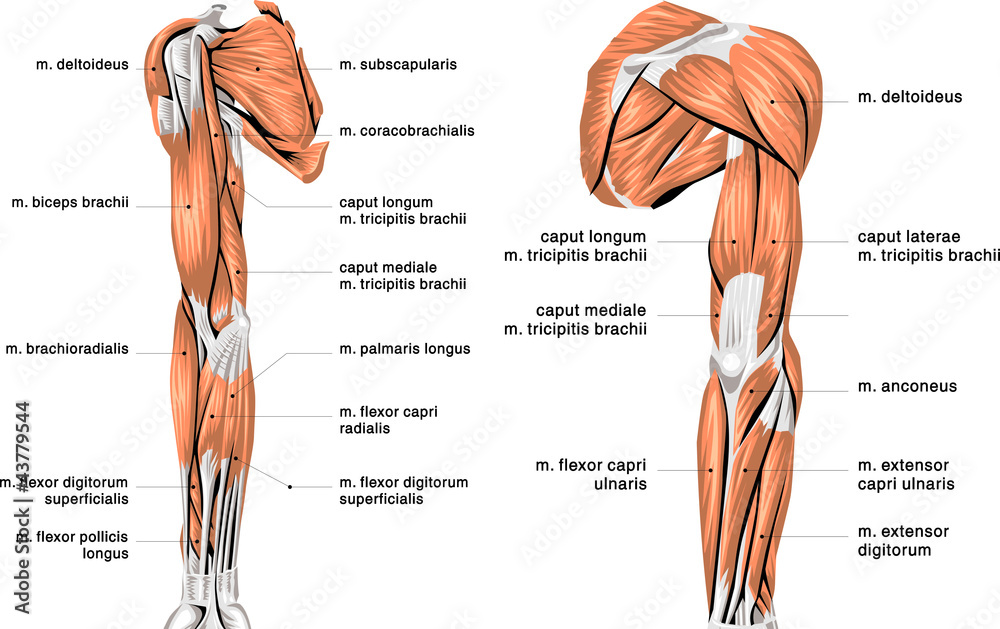 m. deltoideus
m. biceps brachii
m. brachioradialis
m. flexor digitorum
superficialis
m. flexor pollicis
longus
m. subscapularis
m. coracobrachialis
caput longum
m. tricipitis brachii
caput mediale
m. tricipitis brachii
m. palmaris longus
m. flexor capri
radialis
m. flexor digitorum
superficialis
caput longum
m. tricipitis brachii
caput mediale
m. tricipitis brachii
m. flexor capri
ulnaris
m. deltoideus
caput laterae
m. tricipitis brachii
m. anconeus
m. extensor
capri ulnaris
m. extensor
digitorum
Adobe Stock | #43779544